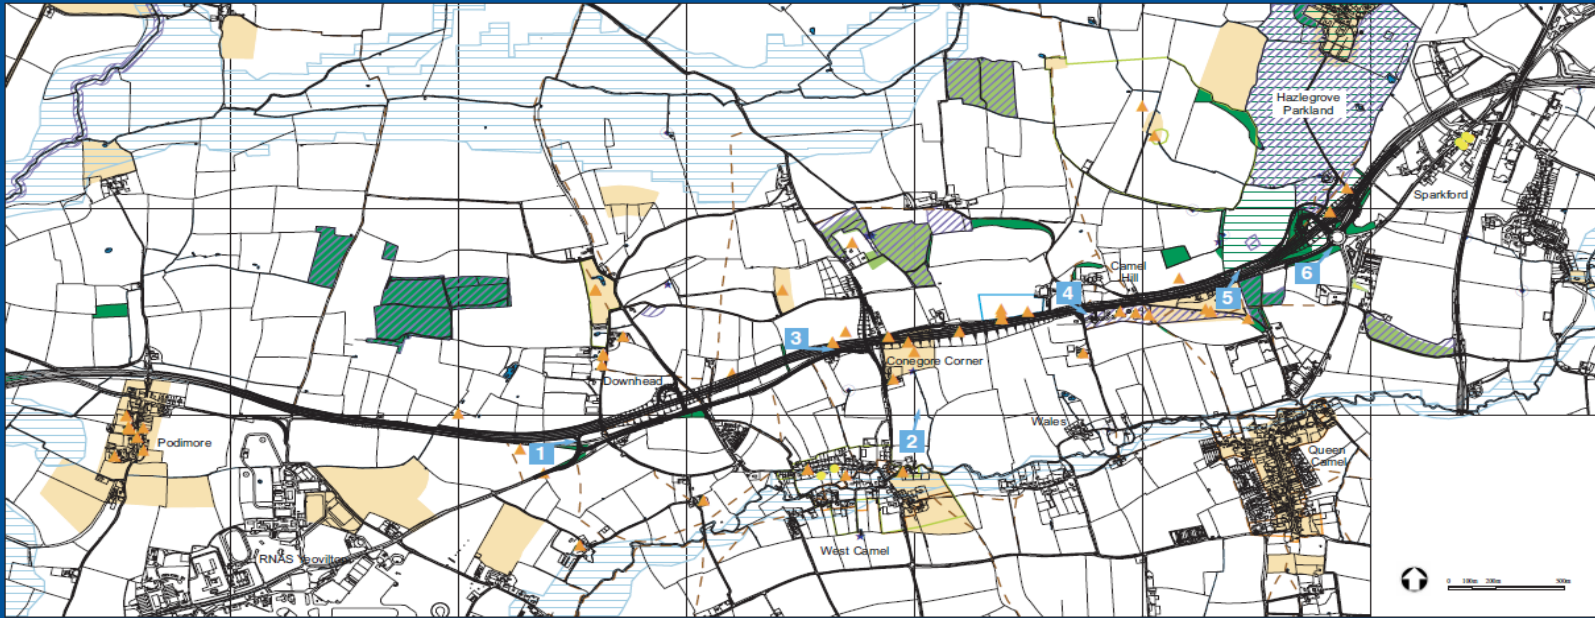 Hazlegrove
Parkland
Sparkford
6
Camel
Hill
5
4
3
Conegore Corner
Downhead
Wales
Podimore
1
2
Queen
Camel
West Camel
RNAS Yeovilton
0 100m 200m 500m